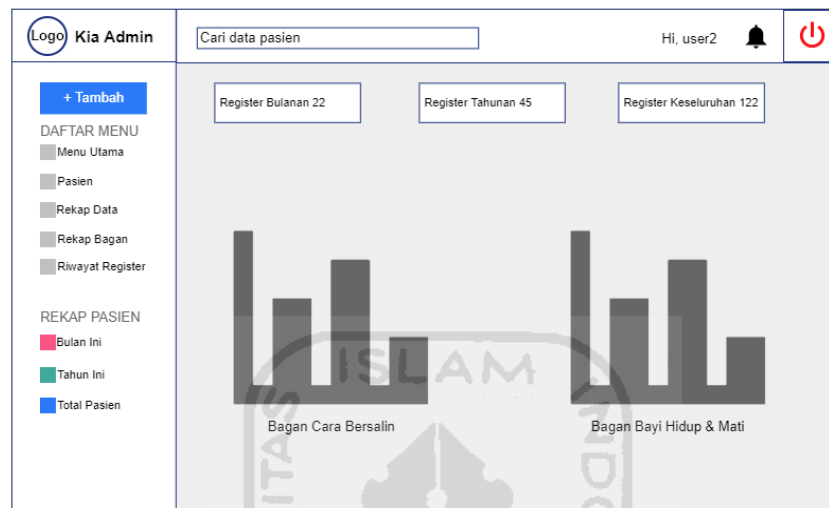 Logo
Kia Admin
Cari data pasien
Hi, user2
+ Tambah
Register Bulanan 22
Register Tahunan 45
Register Keseluruhan 122
DAFTAR MENU
Menu Utama
Pasien
Rekap Data
Rekap Bagan
Riwayat Register
REKAP PASIEN
Bulan Ini
Tahun Ini
Total Pasien
Bagan Cara Bersalin
Bagan Bayi Hidup & Mati
ISLAM